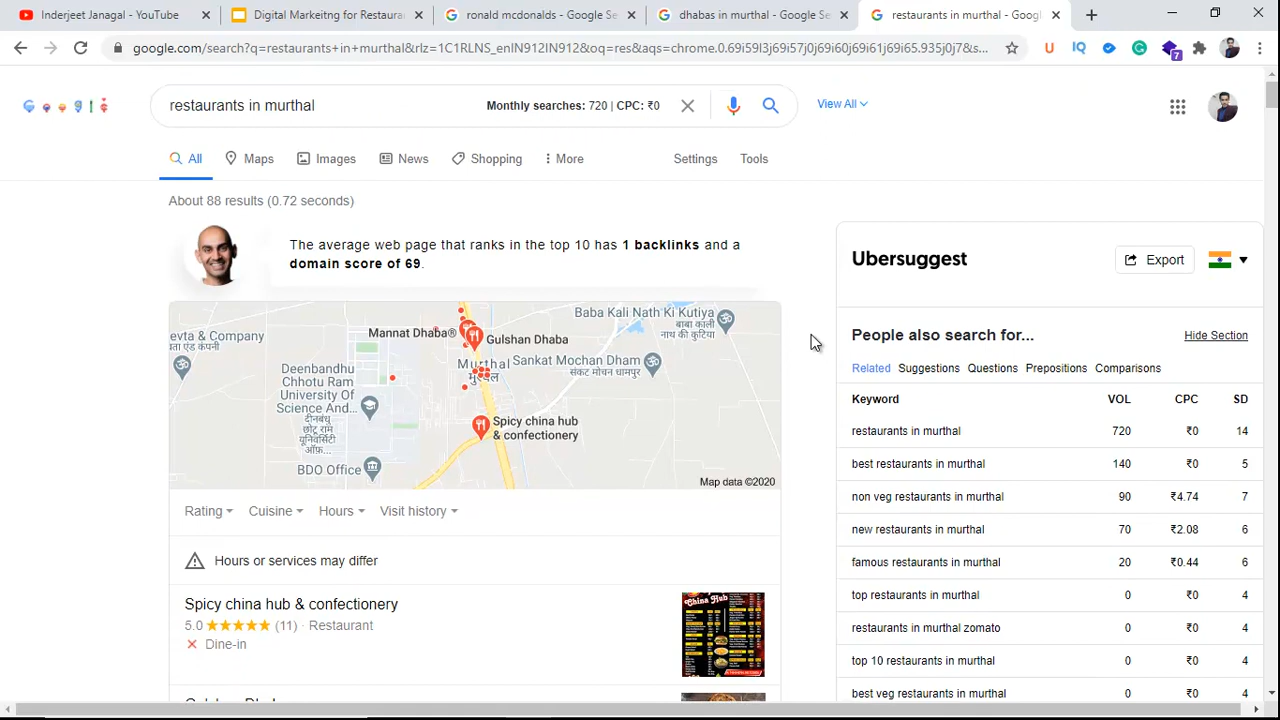 Inderjeet Janagal - YouTube
Digital Markeitng for Restaura
ronald mcdonalds - Google Se
dhabas in murthal - Google Se
restaurants in murthal - Goog
google.com/search?q=restaurants+in+murthal&rlz=1C1RLNS_enIN912IN912&oq=res&aqs=chrome.0.69i59l3j69i57j0j69i60j69i61j69i65.935j0j7&s...
7
restaurants in murthal
Monthly searches: 720 | CPC: ₹0
View All
All
Maps
Images
News
Shopping
More
Settings
Tools
About 88 results (0.72 seconds)
The average web page that ranks in the top 10 has 1 backlinks and a
domain score of 69.
Baba Kali Nath Ki Kutiya
बाबा काली
नाथ की कुटिया
evta & Company
Mannat Dhaba®
Gulshan Dhaba
Murthal
Sankat Mochan Dham
संकट मोचन धाम
Deenbandhu
Chhotu Ram
University Of
Science And...
दीनबंधु
Spicy china hub
& confectionery
BDO Office
Map data ©2020
Rating
Cuisine
Hours
Visit history
Hours or services may differ
Spicy china hub & confectionery
Dine-in
China Hub
Ubersuggest
Export
People also search for...
Hide Section
Related
Suggestions
Questions
Prepositions
Comparisons
Keyword VOL CPC SD
restaurants in murthal 720 ₹0 14
best restaurants in murthal 140 ₹0 5
non veg restaurants in murthal 90 ₹4.74 7
new restaurants in murthal 70 ₹2.08 6
famous restaurants in murthal 20 ₹0.44 6
top restaurants in murthal ₹0 4
restaurants in murthal 0 ₹0 4
restaurants in murthal 0 ₹0 4
best veg restaurants in murthal 0 ₹0 4